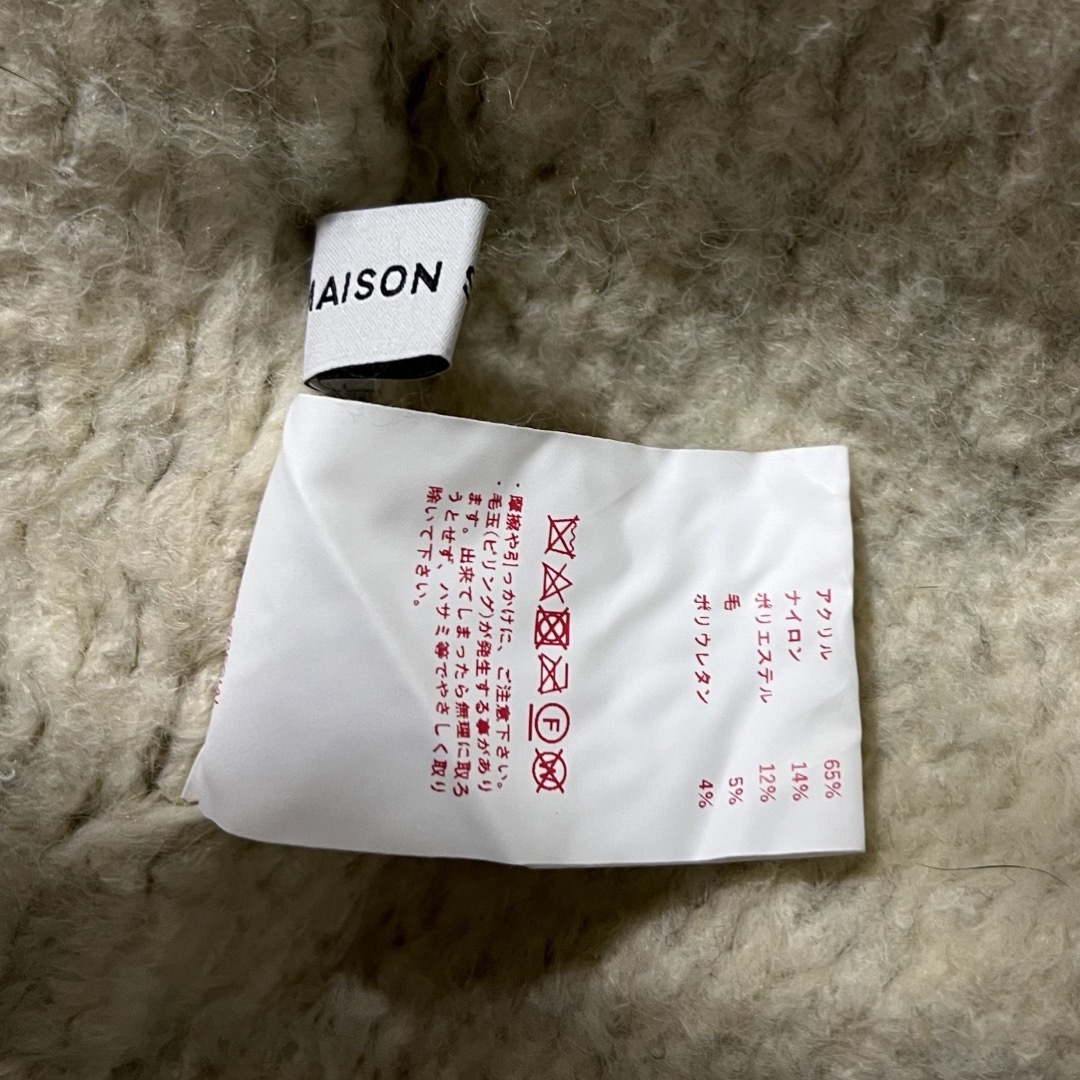 MAISON S
アクリル 65%
ナイロン 14%
ポリエステル 12%
毛 5%
ポリウレタン 4%
F W
・摩擦や引っかけに、ご注意下さい。
・毛玉(ピリング)が発生する事があり
ます。出来てしまったら無理に取ろ
うとせず、ハサミ等でやさしく取り
除いて下さい。